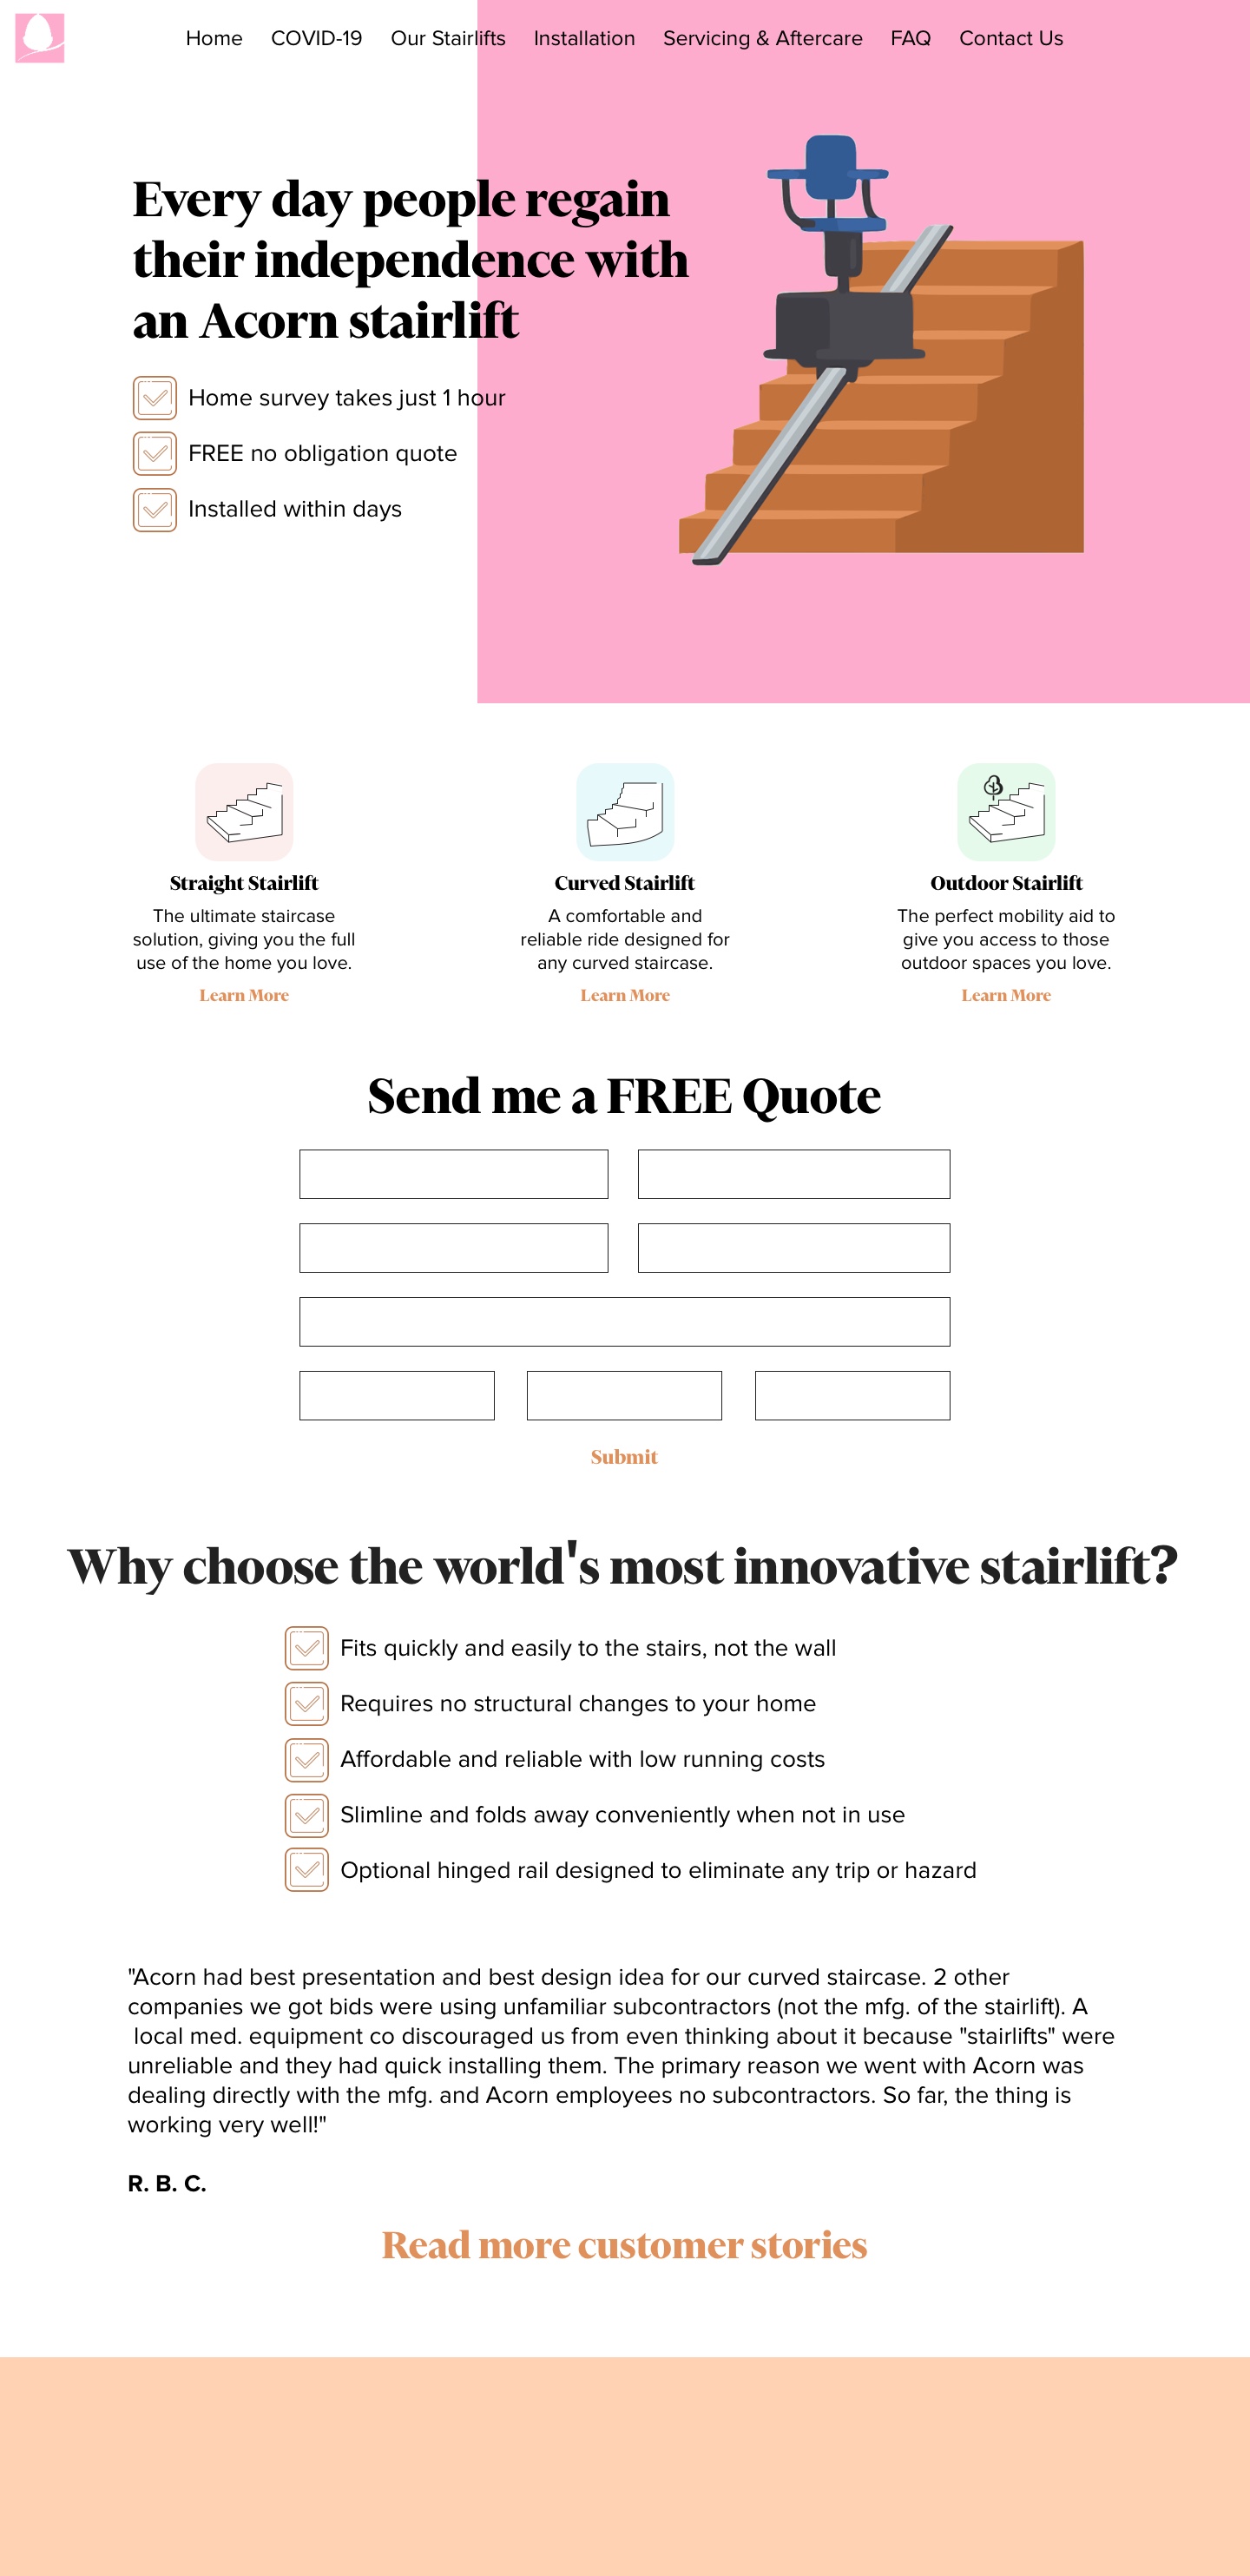 Home COVID-19 Our Stairlifts Installation Servicing & Aftercare FAQ Contact Us
Every day people regain
their independence with
an Acorn stairlift
Home survey takes just 1 hour
FREE no obligation quote
Installed within days
Straight Stairlift
The ultimate staircase
solution, giving you the full
use of the home you love.
Learn More
Curved Stairlift
A comfortable and
reliable ride designed for
any curved staircase.
Learn More
Outdoor Stairlift
The perfect mobility aid to
give you access to those
outdoor spaces you love.
Learn More
Send me a FREE Quote
Submit
Why choose the world's most innovative stairlift?
Fits quickly and easily to the stairs, not the wall
Requires no structural changes to your home
Affordable and reliable with low running costs
Slimline and folds away conveniently when not in use
Optional hinged rail designed to eliminate any trip or hazard
"Acorn had best presentation and best design idea for our curved staircase. 2 other
companies we got bids were using unfamiliar subcontractors (not the mfg. of the stairlift). A
local med. equipment co discouraged us from even thinking about it because "stairlifts" were
unreliable and they had quick installing them. The primary reason we went with Acorn was
dealing directly with the mfg. and Acorn employees no subcontractors. So far, the thing is
working very well!"
R. B. C.
Read more customer stories